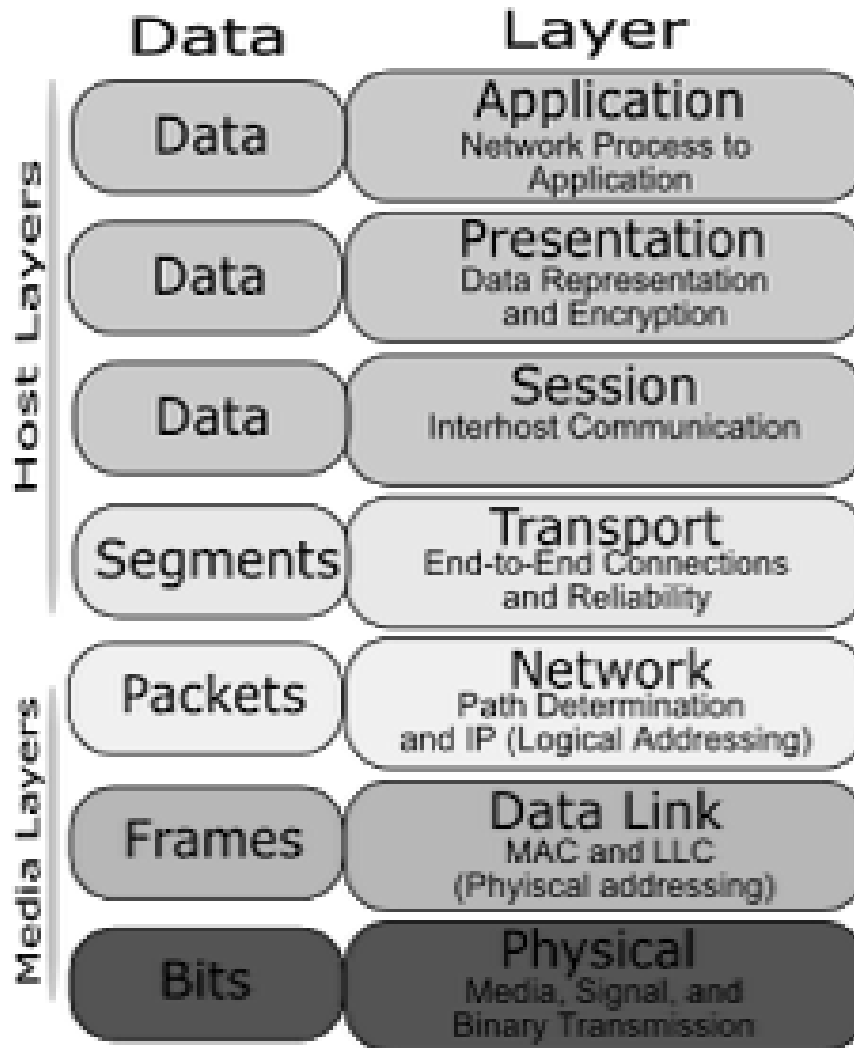 Data Layer
Host Layers
Data Application
Network Process to
Application
Data Presentation
Data Representation
and Encryption
Data Session
Interhost Communication
Segments Transport
End-to-End Connections
and Reliability
Media Layers
Packets Network
Path Determination
and IP (Logical Addressing)
Frames Data Link
MAC and LLC
(Phyiscal addressing)
Bits Physical
Media, Signal, and
Binary Transmission